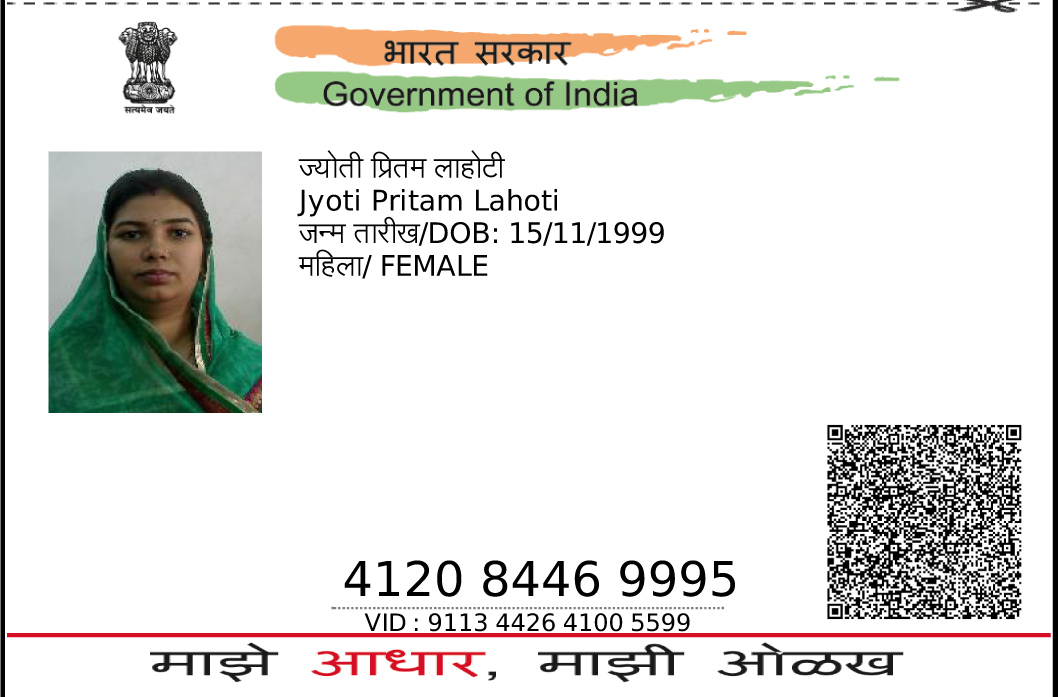 सत्यमेव जयते
भारत सरकार
Government of India
ज्योती प्रितम लाहोटी
Jyoti Pritam Lahoti
जन्म तारीख/DOB: 15/11/1999
महिला/ FEMALE
4120 8446 9995
VID : 9113 4426 4100 5599
माझे आधार, माझी ओळख